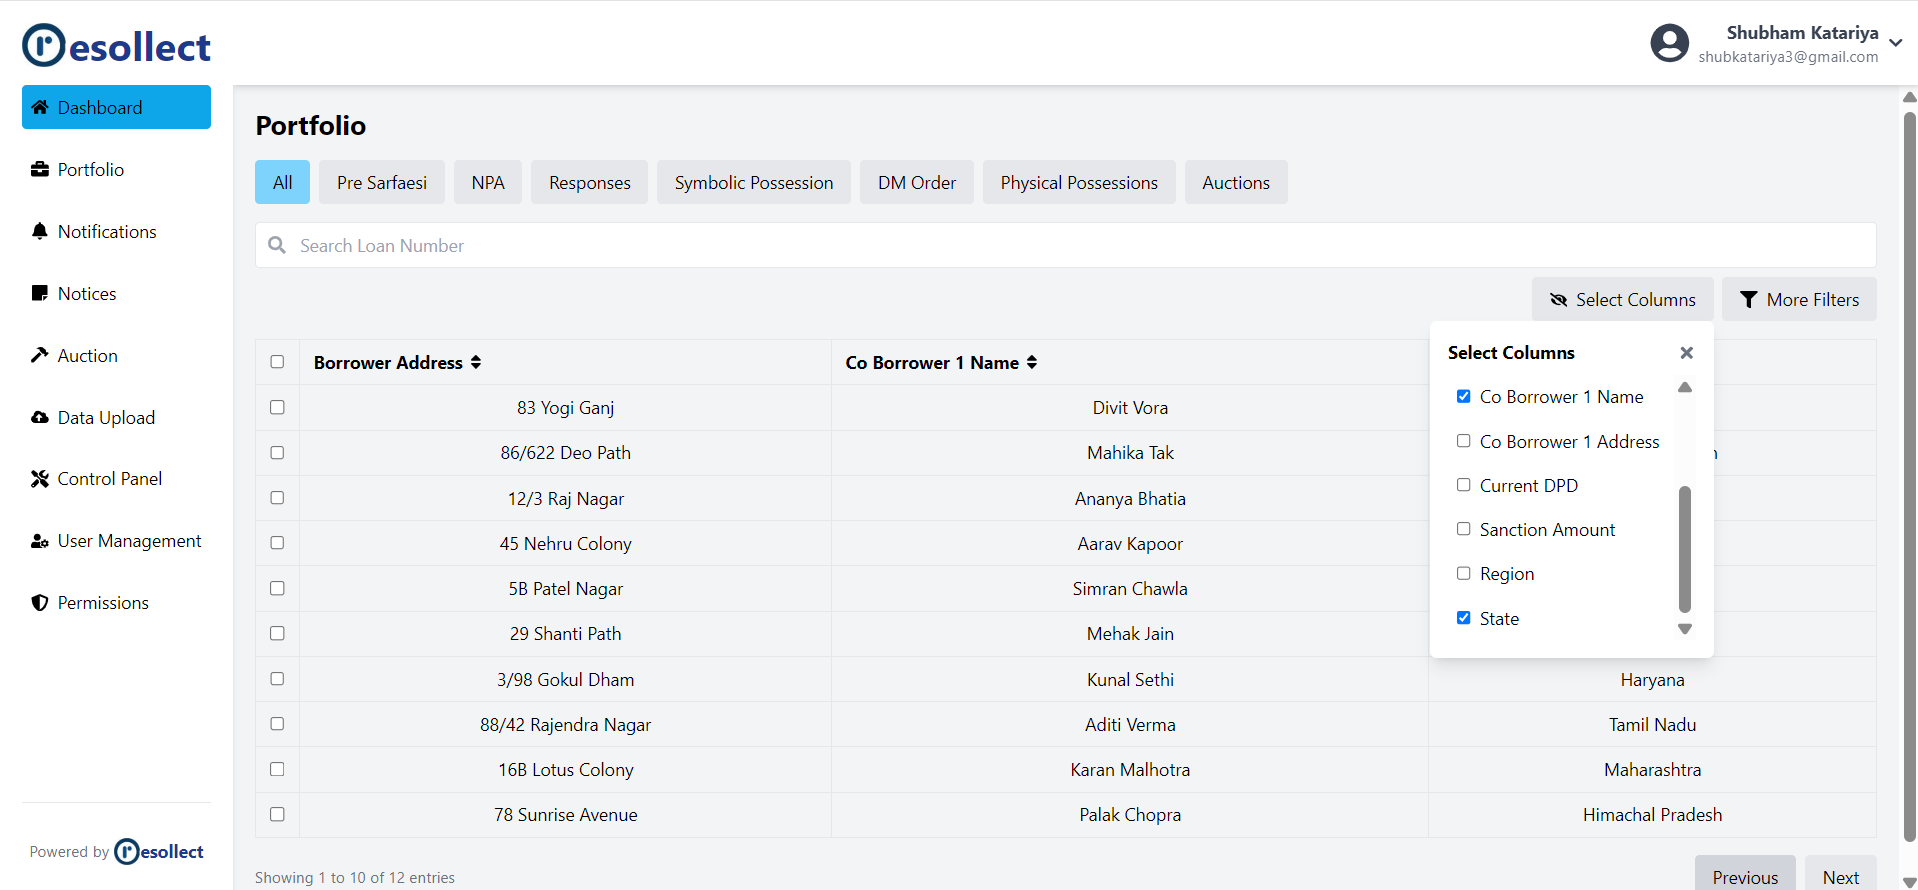 resollect
Shubham Katariya
shubkatariya3@gmail.com
Dashboard
Portfolio
Notifications
Notices
Auction
Data Upload
Control Panel
User Management
Permissions
Powered by resollect
Portfolio
All Pre Sarfaesi NPA Responses Symbolic Possession DM Order Physical Possessions Auctions
Search Loan Number
Select Columns More Filters
Borrower Address Co Borrower 1 Name
83 Yogi Ganj Divit Vora
86/622 Deo Path Mahika Tak
12/3 Raj Nagar Ananya Bhatia
45 Nehru Colony Aarav Kapoor
5B Patel Nagar Simran Chawla
29 Shanti Path Mehak Jain
3/98 Gokul Dham Kunal Sethi Haryana
88/42 Rajendra Nagar Aditi Verma Tamil Nadu
16B Lotus Colony Karan Malhotra Maharashtra
78 Sunrise Avenue Palak Chopra Himachal Pradesh
Select Columns
Co Borrower 1 Name
Co Borrower 1 Address
Current DPD
Sanction Amount
Region
State
Showing 1 to 10 of 12 entries
Previous Next